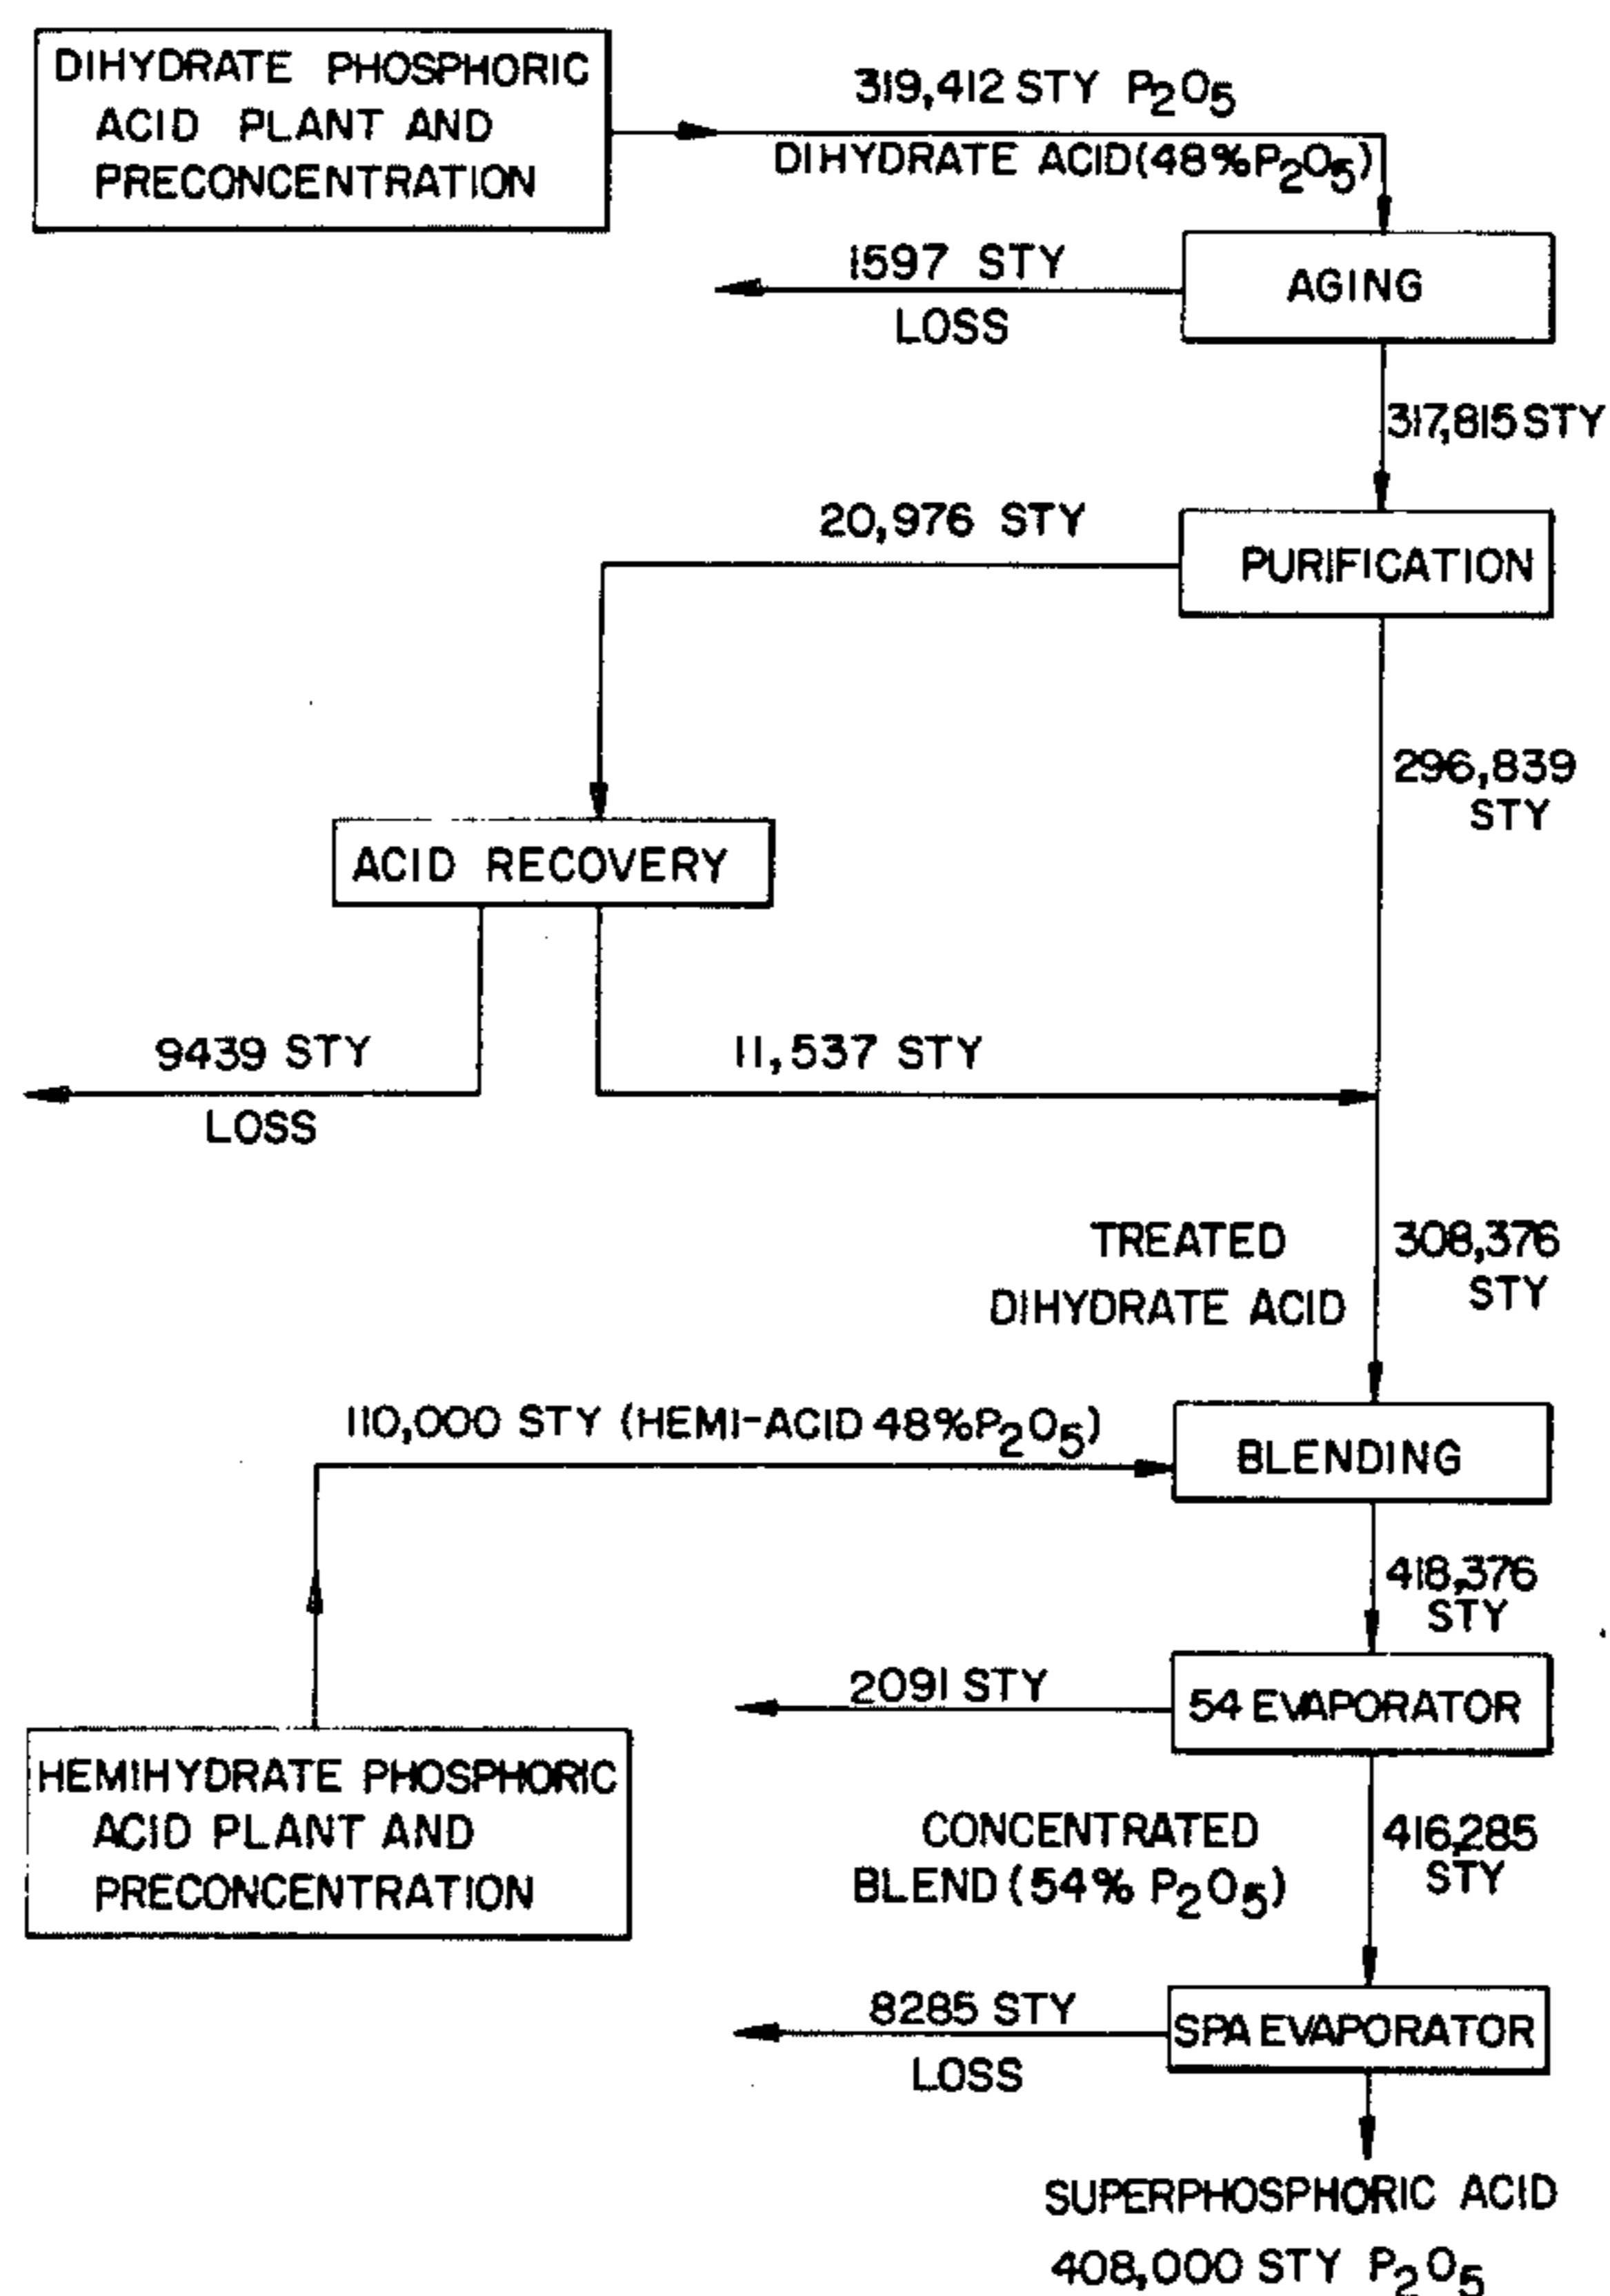 DIHYDRATE PHOSPHORIC
ACID PLANT AND
PRECONCENTRATION
319,412 STY P2O5
DIHYDRATE ACID(48%P2O5)
1597 STY
LOSS
AGING
317,815 STY
20,976 STY
PURIFICATION
296,839
STY
ACID RECOVERY
9439 STY
LOSS
11,537 STY
TREATED
DIHYDRATE ACID
308,376
STY
110,000 STY (HEMI-ACID 48%P2O5)
BLENDING
418,376
STY
2091 STY
54 EVAPORATOR
HEMIHYDRATE PHOSPHORIC
ACID PLANT AND
PRECONCENTRATION
CONCENTRATED
BLEND (54% P2O5)
416,285
STY
8285 STY
LOSS
SPA EVAPORATOR
SUPERPHOSPHORIC ACID
408,000 STY P2O5